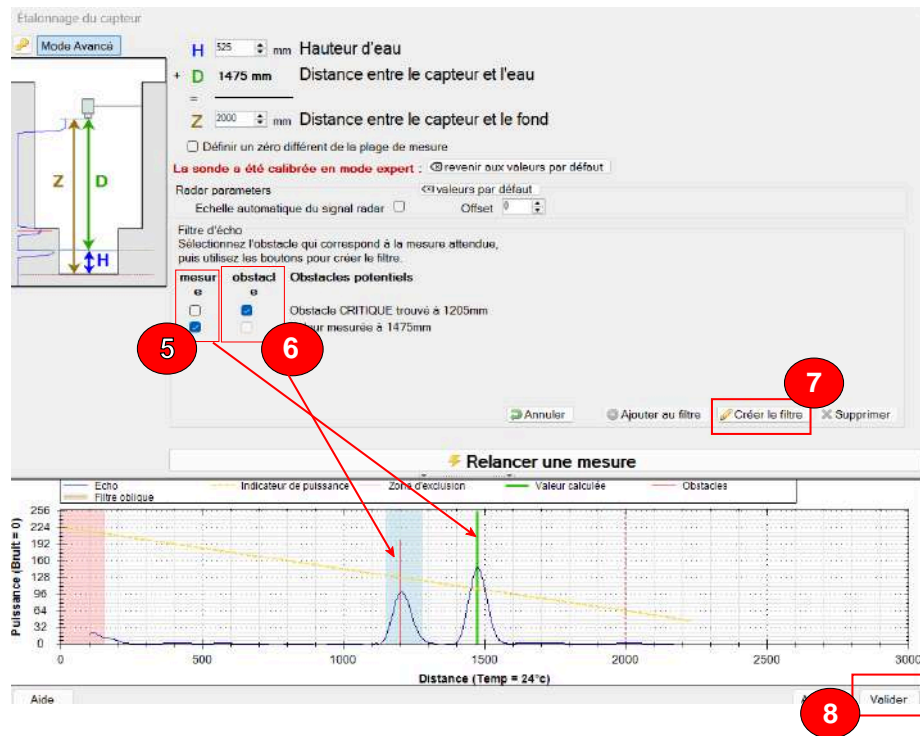 Étalonnage du capteur
Mode Avancé
H 525 mm Hauteur d'eau
+ D 1475 mm Distance entre le capteur et l'eau
=
Z 2000 mm Distance entre le capteur et le fond
Définir un zéro différent de la plage de mesure
La sonde a été calibrée en mode expert : revenir aux valeurs par défaut
Radar parameters valeurs par défaut
Echelle automatique du signal radar Offset 0
Z D H
Filtre d'écho
Sélectionnez l'obstacle qui correspond à la mesure attendue,
puis utilisez les boutons pour créer le filtre.
mesur obstacl Obstacles potentiels
e e
Obstacle CRITIQUE trouvé à 1205mm
mesurée à 1475mm
5 6
7
Annuler Ajouter au filtre Créer le filtre Supprimer
Relancer une mesure
Echo Indicateur de puissance Zone d'exclusion Valeur calculée Obstacles
Filtre oblique
Puissance (Bruit = 0)
256
224
192
160
128
96
64
32
0
0 500 1000 1500 2000 2500 3000
Distance (Temp = 24°c)
Aide A Valider
8